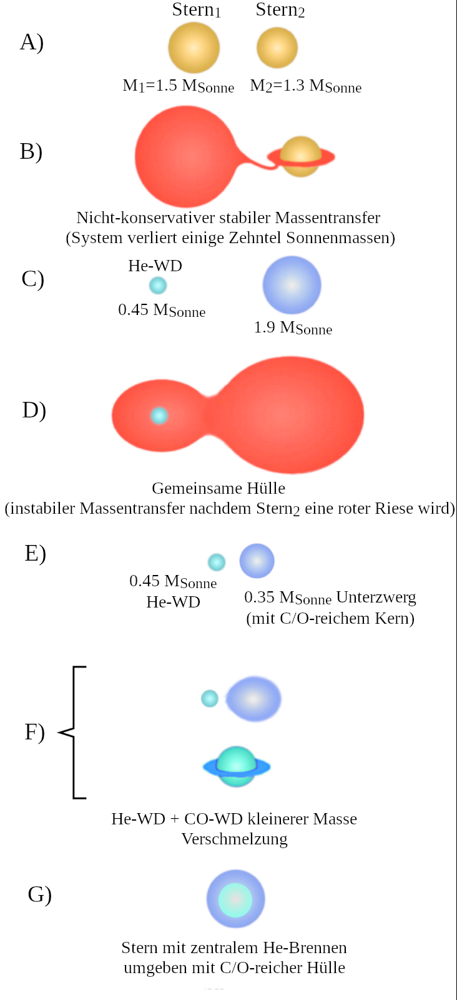 Stern1 Stern2
A)
M1=1.5 MSonne M2=1.3 MSonne
B)
Nicht-konservativer stabiler Massentransfer
(System verliert einige Zehntel Sonnenmassen)
He-WD
C)
0.45 MSonne
1.9 MSonne
D)
Gemeinsame Hülle
(instabiler Massentransfer nachdem Stern2 eine roter Riese wird)
E)
0.45 MSonne
He-WD
0.35 MSonne Unterzwerg
(mit C/O-reichem Kern)
F)
He-WD + CO-WD kleinerer Masse
Verschmelzung
G)
Stern mit zentralem He-Brennen
umgeben mit C/O-reicher Hülle